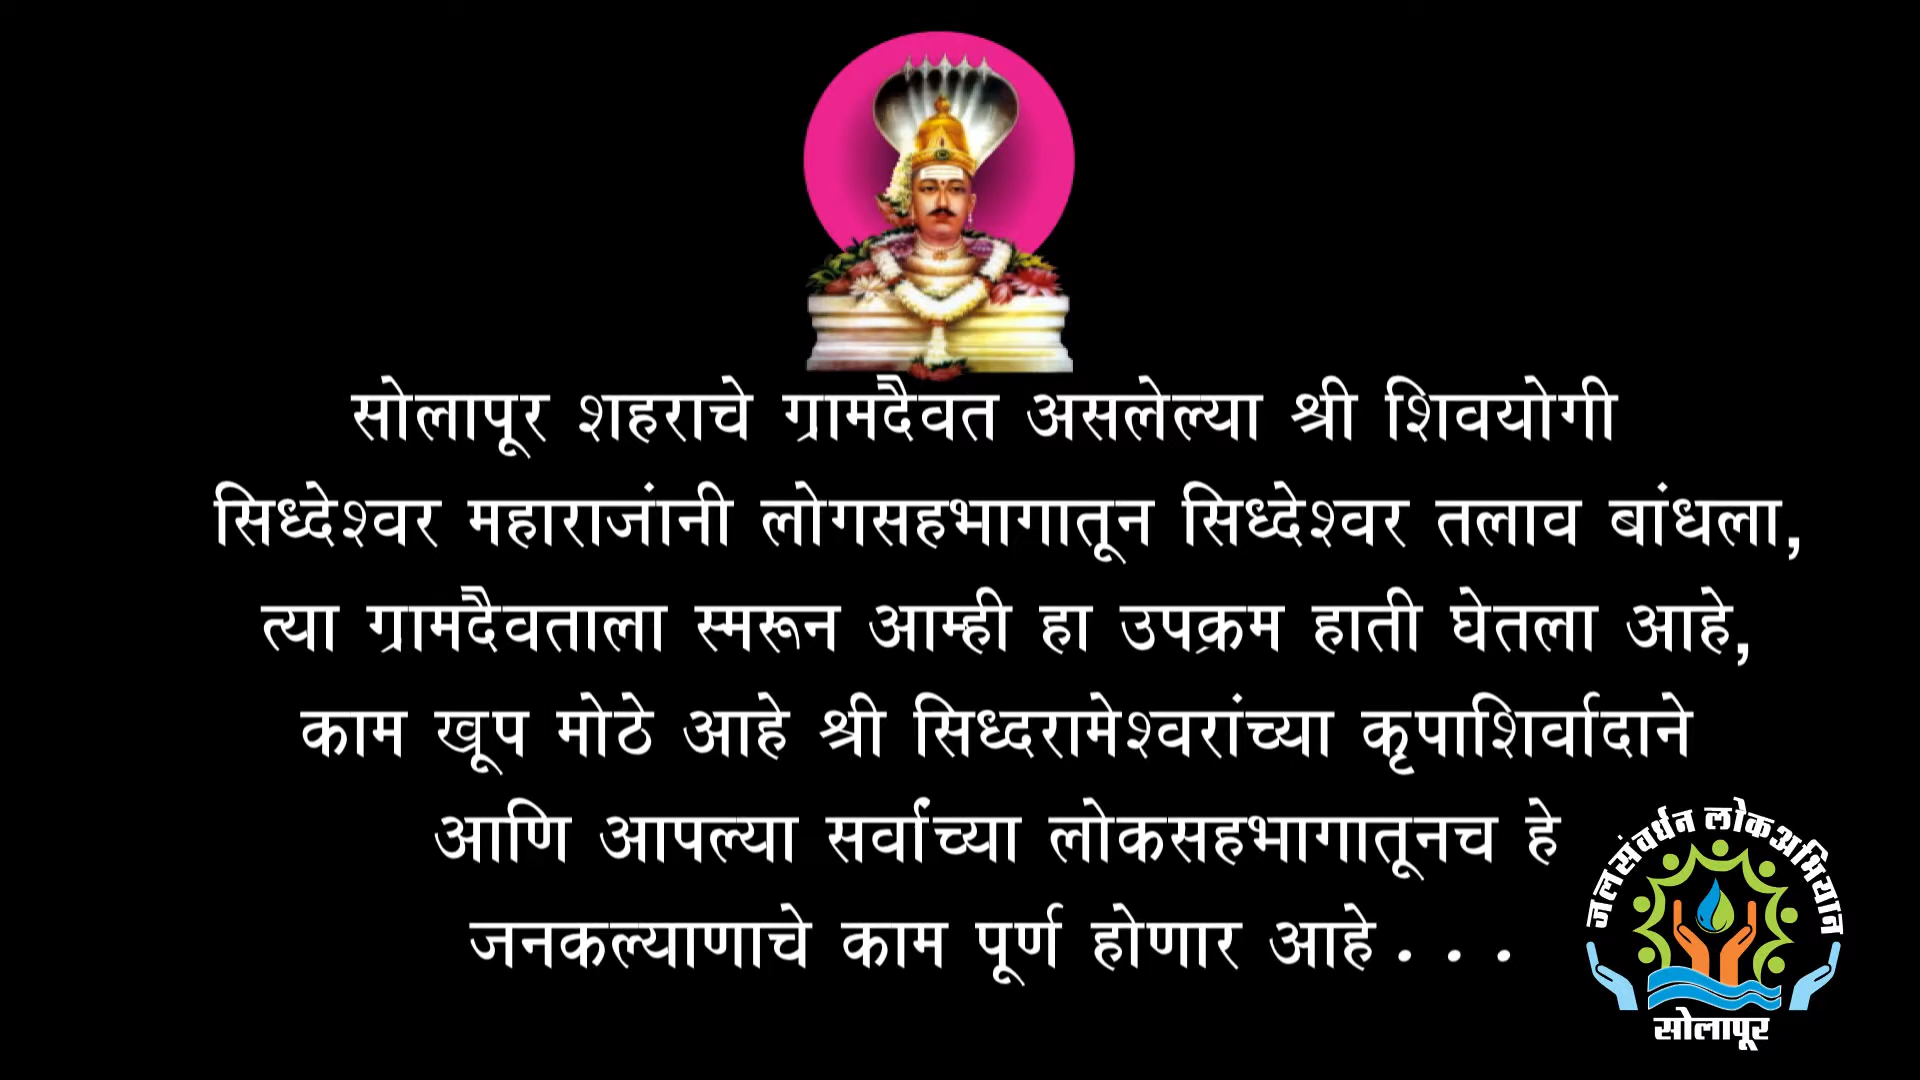 सोलापूर शहराचे ग्रामदैवत असलेल्या श्री शिवयोगी
सिध्देश्वर महाराजांनी लोगसहभागातून सिध्देश्वर तलाव बांधला,
त्या ग्रामदैवताला स्मरून आम्ही हा उपक्रम हाती घेतला आहे,
काम खूप मोठे आहे श्री सिध्दरामेश्वरांच्या कृपाशिर्वादाने
आणि आपल्या सर्वांच्या लोकसहभागातूनच हे
जनकल्याणाचे काम पूर्ण होणार आहे...
जलसंवर्धन लोकअभियान
सोलापूर